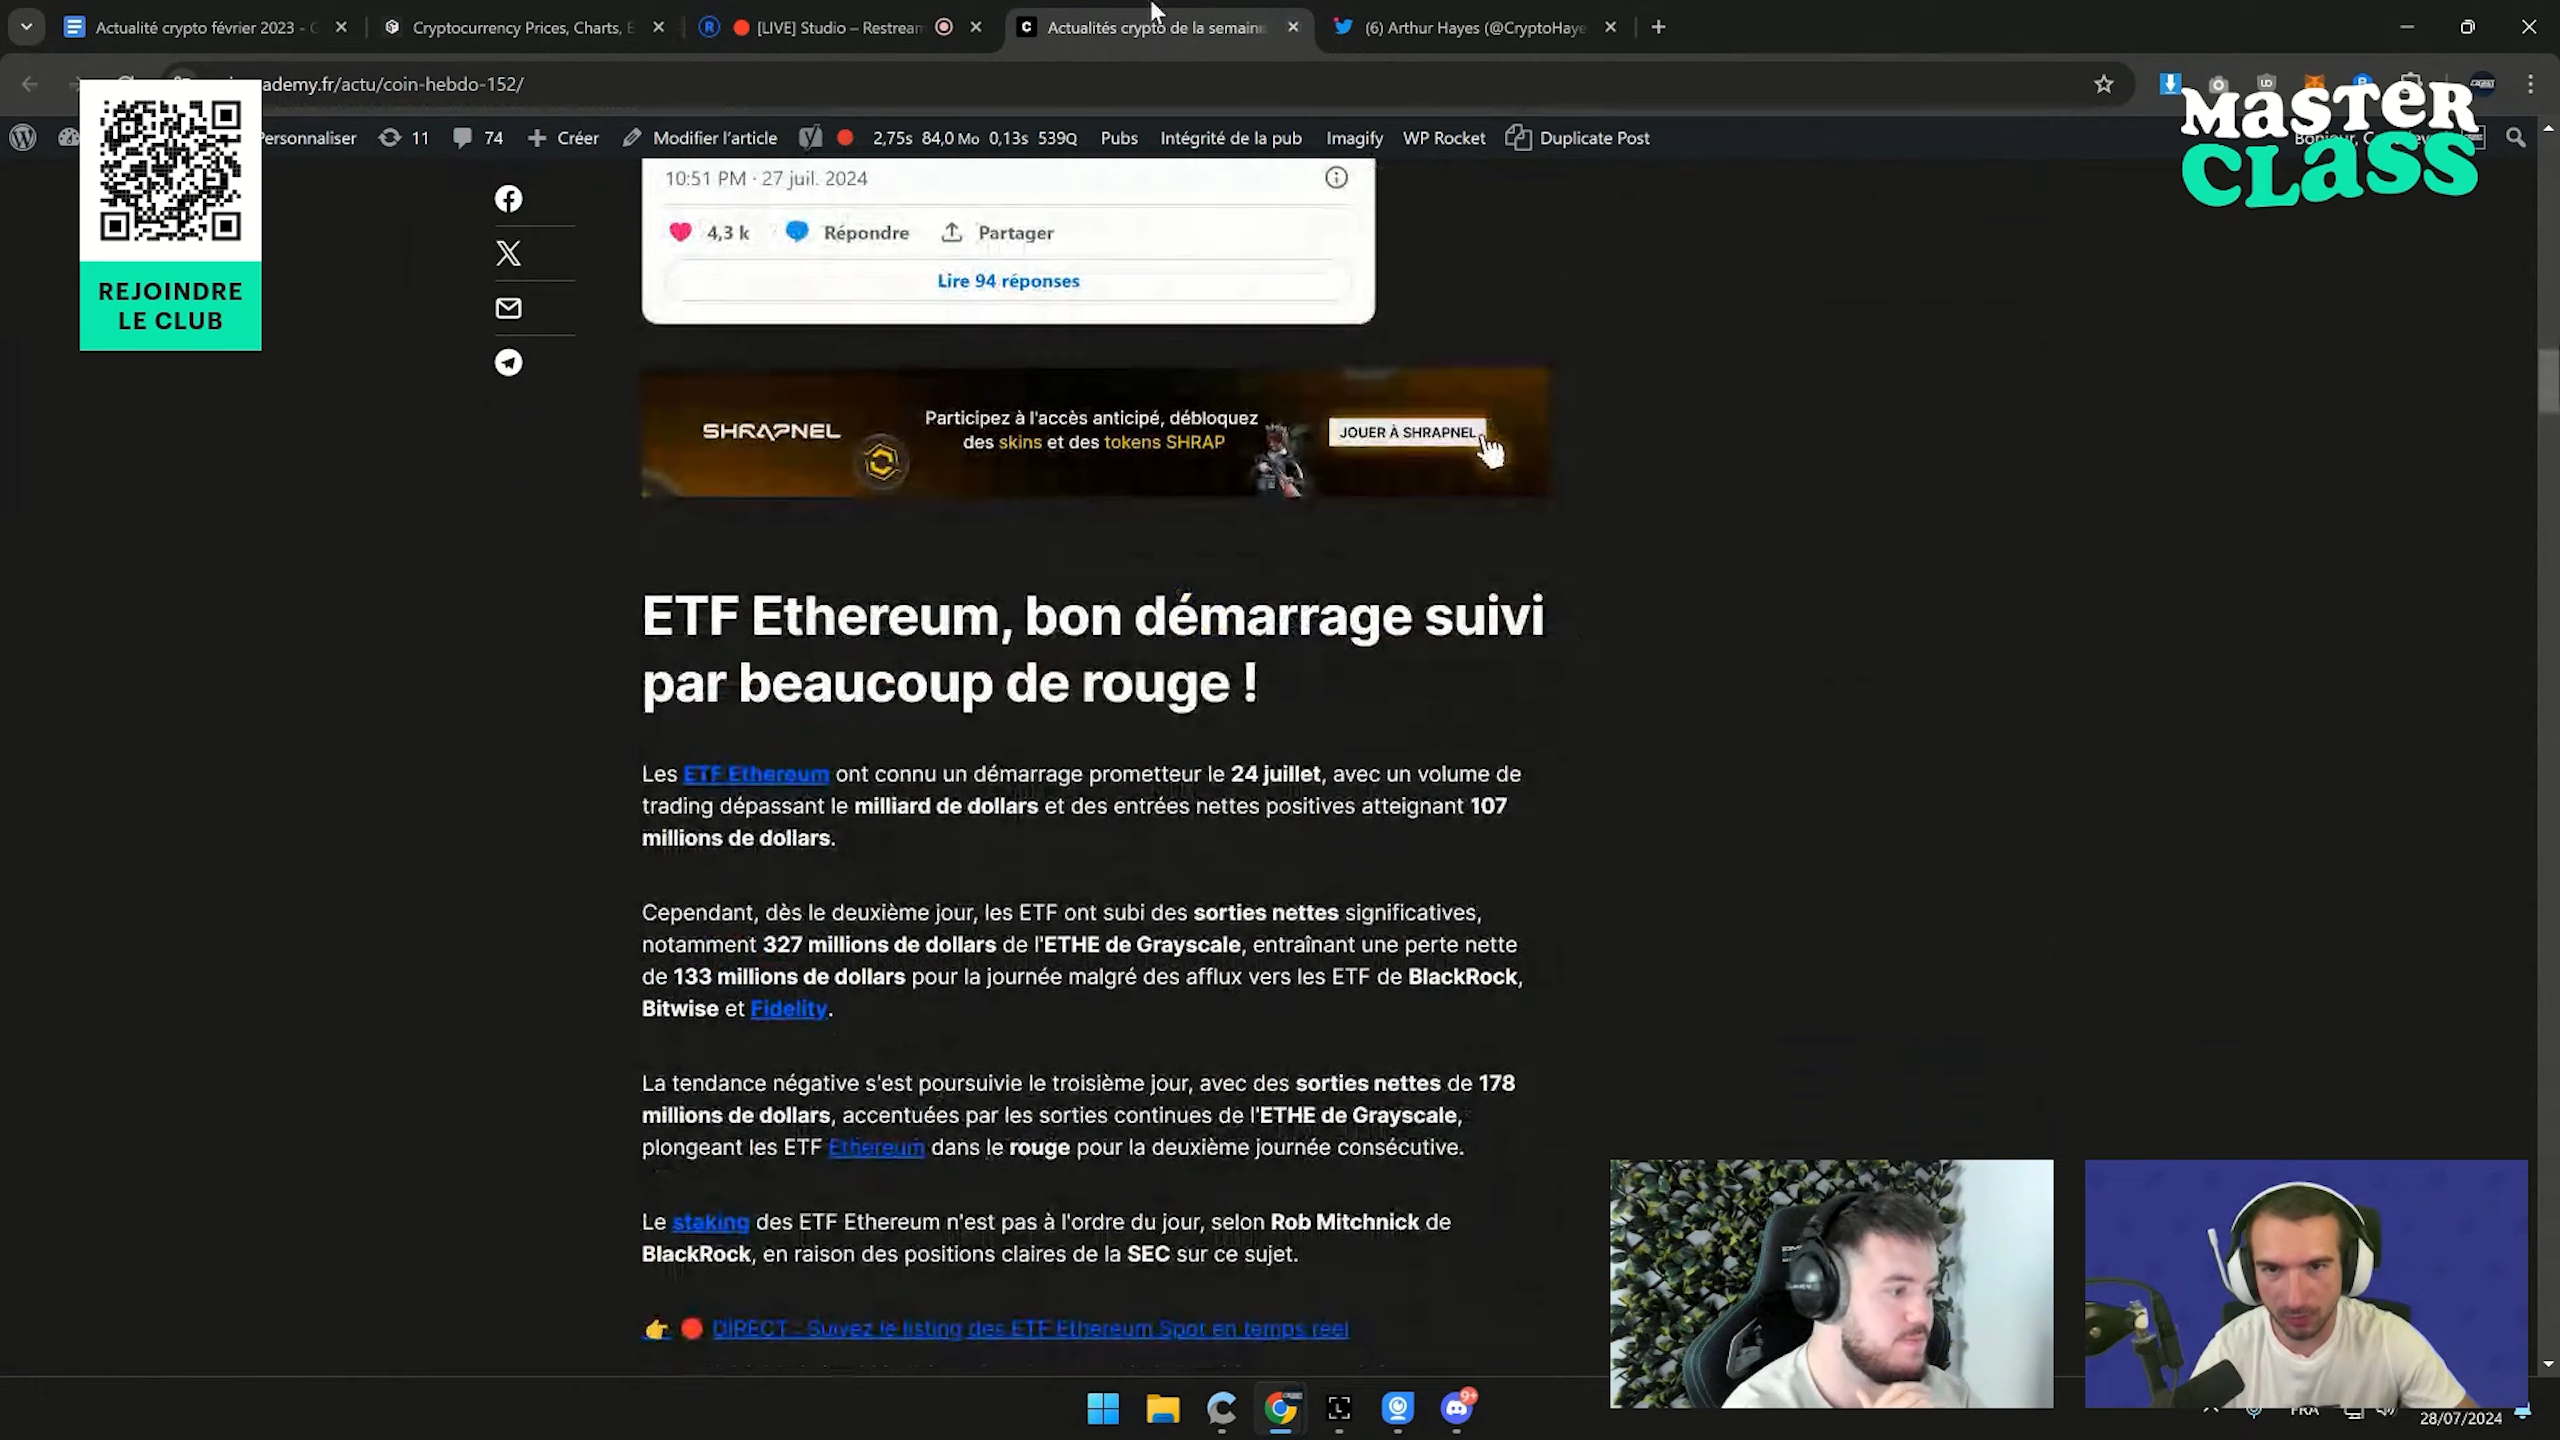 Actualité crypto février 2023 -
Cryptocurrency Prices, Charts, E
[LIVE] Studio – Restream
Actualités crypto de la semaine
(6) Arthur Hayes (@CryptoHaye
ademy.fr/actu/coin-hebdo-152/
MASTER
CLASS
ersonnaliser
11
74
Créer
Modifier l'article
2,75s 84,0 Mo 0,13s 539Q
Pubs
Intégrité de la pub
Imagify
WP Rocket
Duplicate Post
Bonjour,
REJOINDRE
LE CLUB
10:51 PM · 27 juil. 2024
4,3 k
Répondre
Partager
Lire 94 réponses
SHRAPNEL
Participez à l'accès anticipé, débloquez
des skins et des tokens SHRAP
JOUER À SHRAPNEL
ETF Ethereum, bon démarrage suivi
par beaucoup de rouge !
Les ETF Ethereum ont connu un démarrage prometteur le 24 juillet, avec un volume de
trading dépassant le milliard de dollars et des entrées nettes positives atteignant 107
millions de dollars.
Cependant, dès le deuxième jour, les ETF ont subi des sorties nettes significatives,
notamment 327 millions de dollars de l'ETHE de Grayscale, entraînant une perte nette
de 133 millions de dollars pour la journée malgré des afflux vers les ETF de BlackRock,
Bitwise et Fidelity.
La tendance négative s'est poursuivie le troisième jour, avec des sorties nettes de 178
millions de dollars, accentuées par les sorties continues de l'ETHE de Grayscale,
plongeant les ETF Ethereum dans le rouge pour la deuxième journée consécutive.
Le staking des ETF Ethereum n'est pas à l'ordre du jour, selon Rob Mitchnick de
BlackRock, en raison des positions claires de la SEC sur ce sujet.
DIRECT - Suivez le listing des ETF Ethereum Spot en temps réel
9+
FRA
28/07/2024